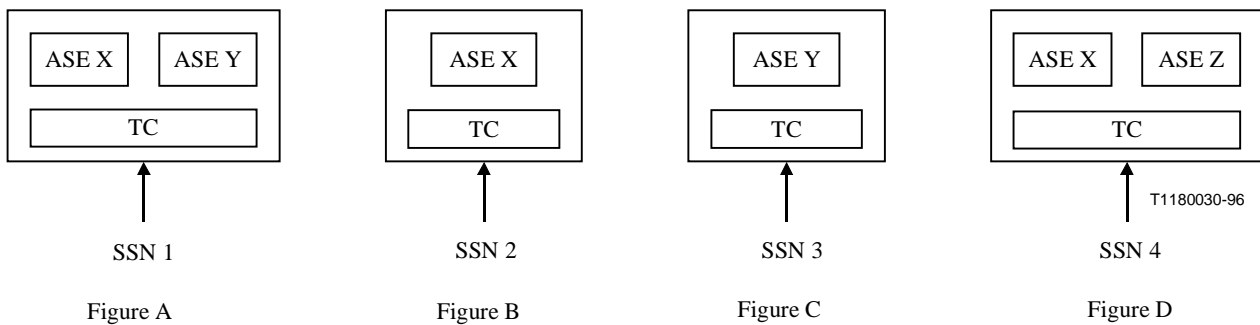 ASE X ASE Y ASE X ASE Y ASE X ASE Z
TC TC TC TC
T1180030-96
SSN 1 SSN 2 SSN 3 SSN 4
Figure A Figure B Figure C Figure D